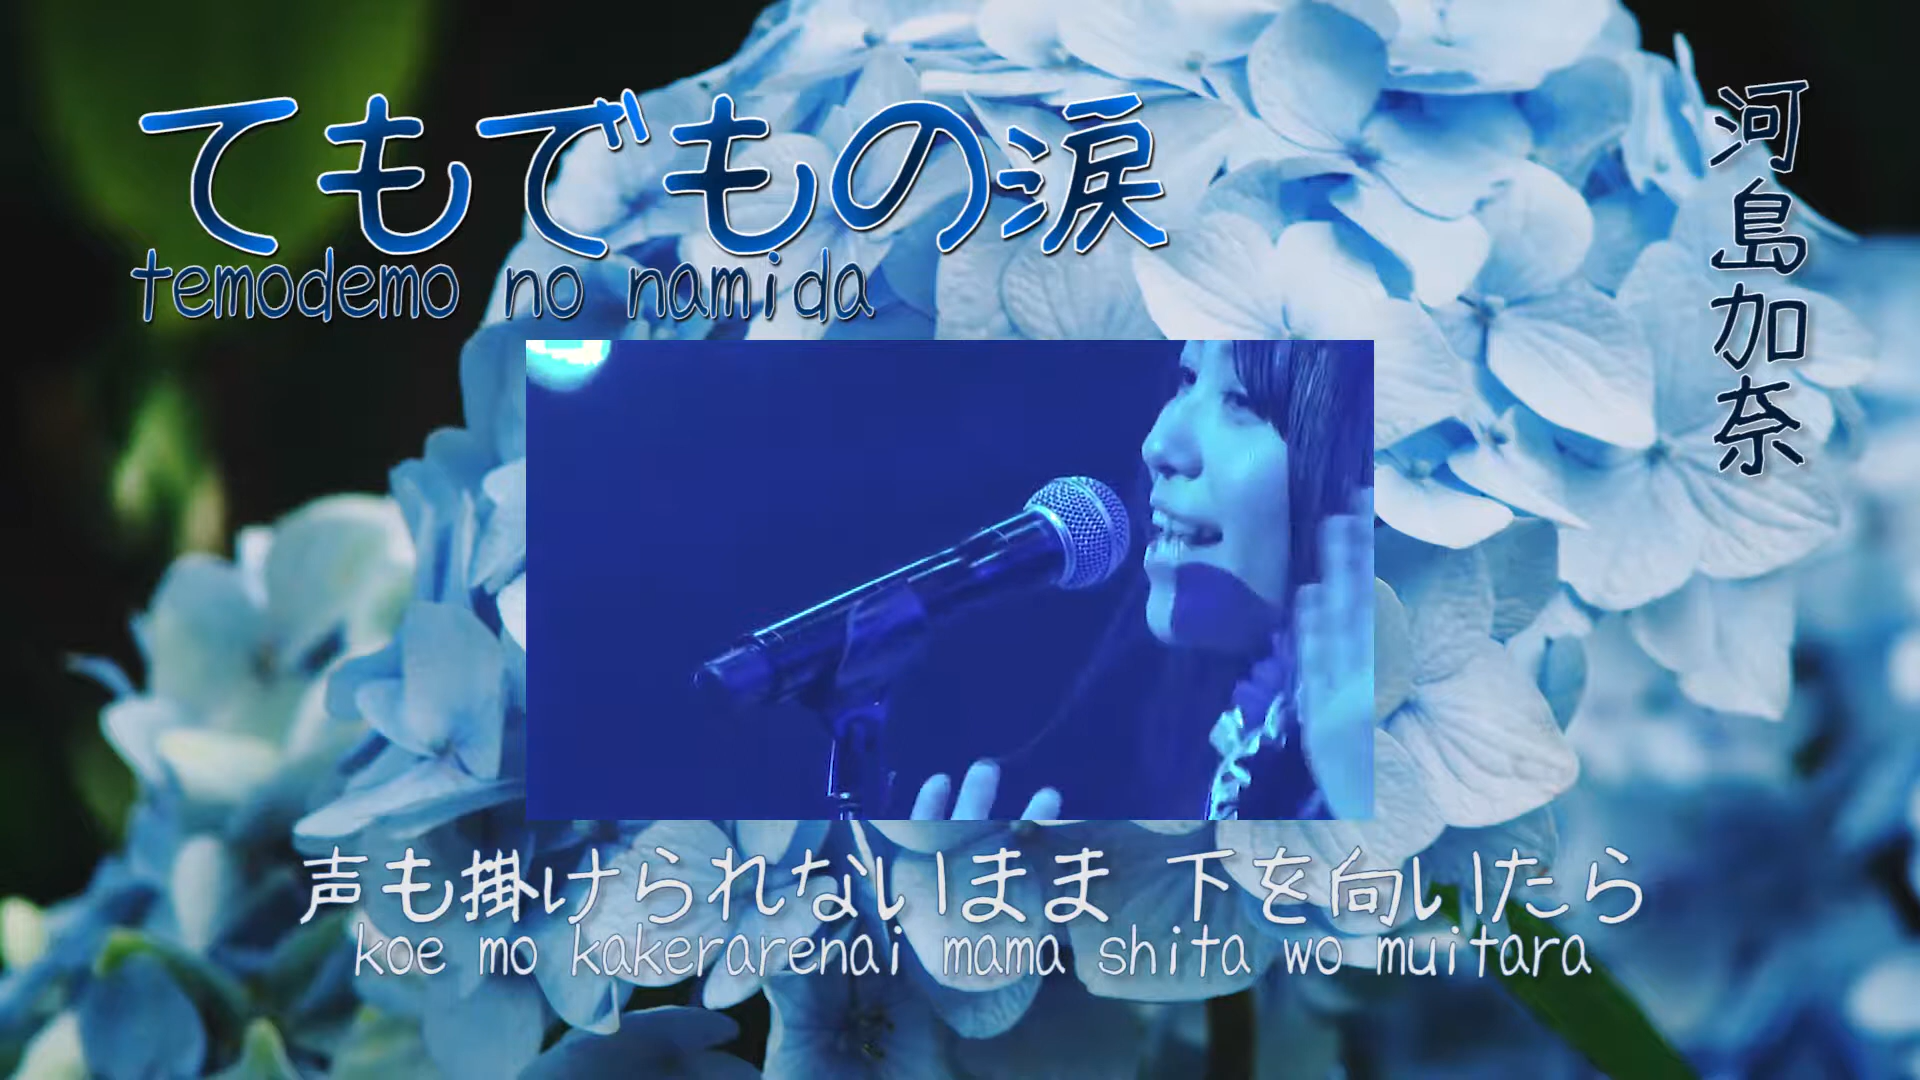 てもでもの涙
temodemo no namida
河島加奈
声も掛けられないまま 下を向いたら
koe mo kakerarenai mama shita wo muitara